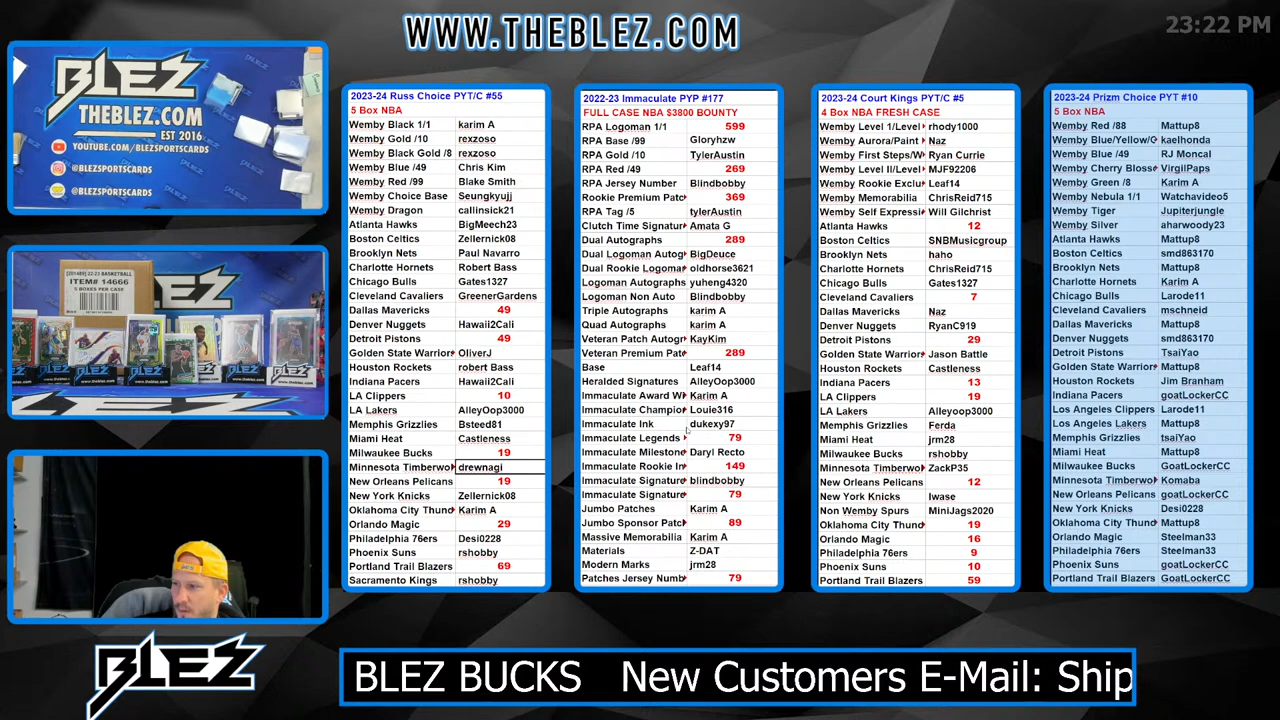 WWW.THEBLEZ.COM
23:22 PM
BLEZ
THEBLEZ.COM
EST 2016
YOUTUBE.COM/BLEZSPORTSCARDS
@BLEZSPORTSCARDS
@BLEZSPORTSCARDS
22-23 BASKETBALL
ITEM# 14666
5 BOXES PER CASE
BLEZ
2023-24 Russ Choice PYT/C #55
5 Box NBA
Wemby Black 1/1 karim A
Wemby Gold /10 rexzoso
Wemby Black Gold /8 rexzoso
Wemby Blue /49 Chris Kim
Wemby Red /99 Blake Smith
Wemby Choice Base Seungkyujj
Wemby Dragon callinsick21
Atlanta Hawks BigMeech23
Boston Celtics Zellernick08
Brooklyn Nets Paul Navarro
Charlotte Hornets Robert Bass
Chicago Bulls Gates1327
Cleveland Cavaliers GreenerGardens
Dallas Mavericks 49
Denver Nuggets Hawaii2Cali
Detroit Pistons 49
Golden State Warrior OliverJ
Houston Rockets robert Bass
Indiana Pacers Hawaii2Cali
LA Clippers 10
LA Lakers AlleyOop3000
Memphis Grizzlies Bsteed81
Miami Heat Castleness
Milwaukee Bucks 19
Minnesota Timberwo drewnagi
New Orleans Pelicans 19
New York Knicks Zellernick08
Oklahoma City Thun Karim A
Orlando Magic 29
Philadelphia 76ers Desi0228
Phoenix Suns rshobby
Portland Trail Blazers 69
Sacramento Kings rshobby
2022-23 Immaculate PYP #177
FULL CASE NBA $3800 BOUNTY
RPA Logoman 1/1 599
RPA Base /99 Gloryhzw
RPA Gold /10 TylerAustin
RPA Red /49 269
RPA Jersey Number Blindbobby
Rookie Premium Patc 369
RPA Tag /5 tylerAustin
Clutch Time Signatur Amata G
Dual Autographs 289
Dual Logoman Autog BigDeuce
Dual Rookie Logoma oldhorse3621
Logoman Autographs yuheng4320
Logoman Non Auto Blindbobby
Triple Autographs karim A
Quad Autographs karim A
Veteran Patch Autogr KayKim
Veteran Premium Pat 289
Base Leaf14
Heralded Signatures AlleyOop3000
Immaculate Award W Karim A
Immaculate Champio Louie316
Immaculate Ink dukexy97
Immaculate Legends 79
Immaculate Mileston Daryl Recto
Immaculate Rookie In 149
Immaculate Signatur blindbobby
Immaculate Signatur 79
Jumbo Patches Karim A
Jumbo Sponsor Patc 89
Massive Memorabilia Karim A
Materials Z-DAT
Modern Marks jrm28
Patches Jersey Numb 79
2023-24 Court Kings PYT/C #5
4 Box NBA FRESH CASE
Wemby Level 1/Level rhody1000
Wemby Aurora/Paint Naz
Wemby First Steps/W Ryan Currie
Wemby Level II/Level MJF92206
Wemby Rookie Exclu Leaf14
Wemby Memorabilia ChrisReid715
Wemby Self Expressi Will Gilchrist
Atlanta Hawks 12
Boston Celtics SNBMusicgroup
Brooklyn Nets haho
Charlotte Hornets ChrisReid715
Chicago Bulls Gates1327
Cleveland Cavaliers 7
Dallas Mavericks Naz
Denver Nuggets RyanC919
Detroit Pistons 29
Golden State Warrior Jason Battle
Houston Rockets Castleness
Indiana Pacers 13
LA Clippers 19
LA Lakers Alleyoop3000
Memphis Grizzlies Ferda
Miami Heat jrm28
Milwaukee Bucks rshobby
Minnesota Timberwo ZackP35
New Orleans Pelicans 12
New York Knicks Iwase
Non Wemby Spurs MiniJags2020
Oklahoma City Thund 19
Orlando Magic 16
Philadelphia 76ers 9
Phoenix Suns 10
Portland Trail Blazers 59
2023-24 Prizm Choice PYT #10
5 Box NBA
Wemby Red /88 Mattup8
Wemby Blue/Yellow/G kaelhonda
Wemby Blue /49 RJ Moncal
Wemby Cherry Blosso VirgilPaps
Wemby Green /8 Karim A
Wemby Nebula 1/1 Watchavideo5
Wemby Tiger Jupiterjungle
Wemby Silver aharwoody23
Atlanta Hawks Mattup8
Boston Celtics smd863170
Brooklyn Nets Mattup8
Charlotte Hornets Karim A
Chicago Bulls Larode11
Cleveland Cavaliers mschneid
Dallas Mavericks Mattup8
Denver Nuggets smd863170
Detroit Pistons TsaiYao
Golden State Warrior Mattup8
Houston Rockets Jim Branham
Indiana Pacers goatLockerCC
Los Angeles Clippers Larode11
Los Angeles Lakers Mattup8
Memphis Grizzlies tsaiYao
Miami Heat Mattup8
Milwaukee Bucks GoatLockerCC
Minnesota Timberwo Komaba
New Orleans Pelicans goatLockerCC
New York Knicks Desi0228
Oklahoma City Thund Mattup8
Orlando Magic Steelman33
Philadelphia 76ers Steelman33
Phoenix Suns goatLockerCC
Portland Trail Blazers GoatLockerCC
BLEZ BUCKS New Customers E-Mail: Ship